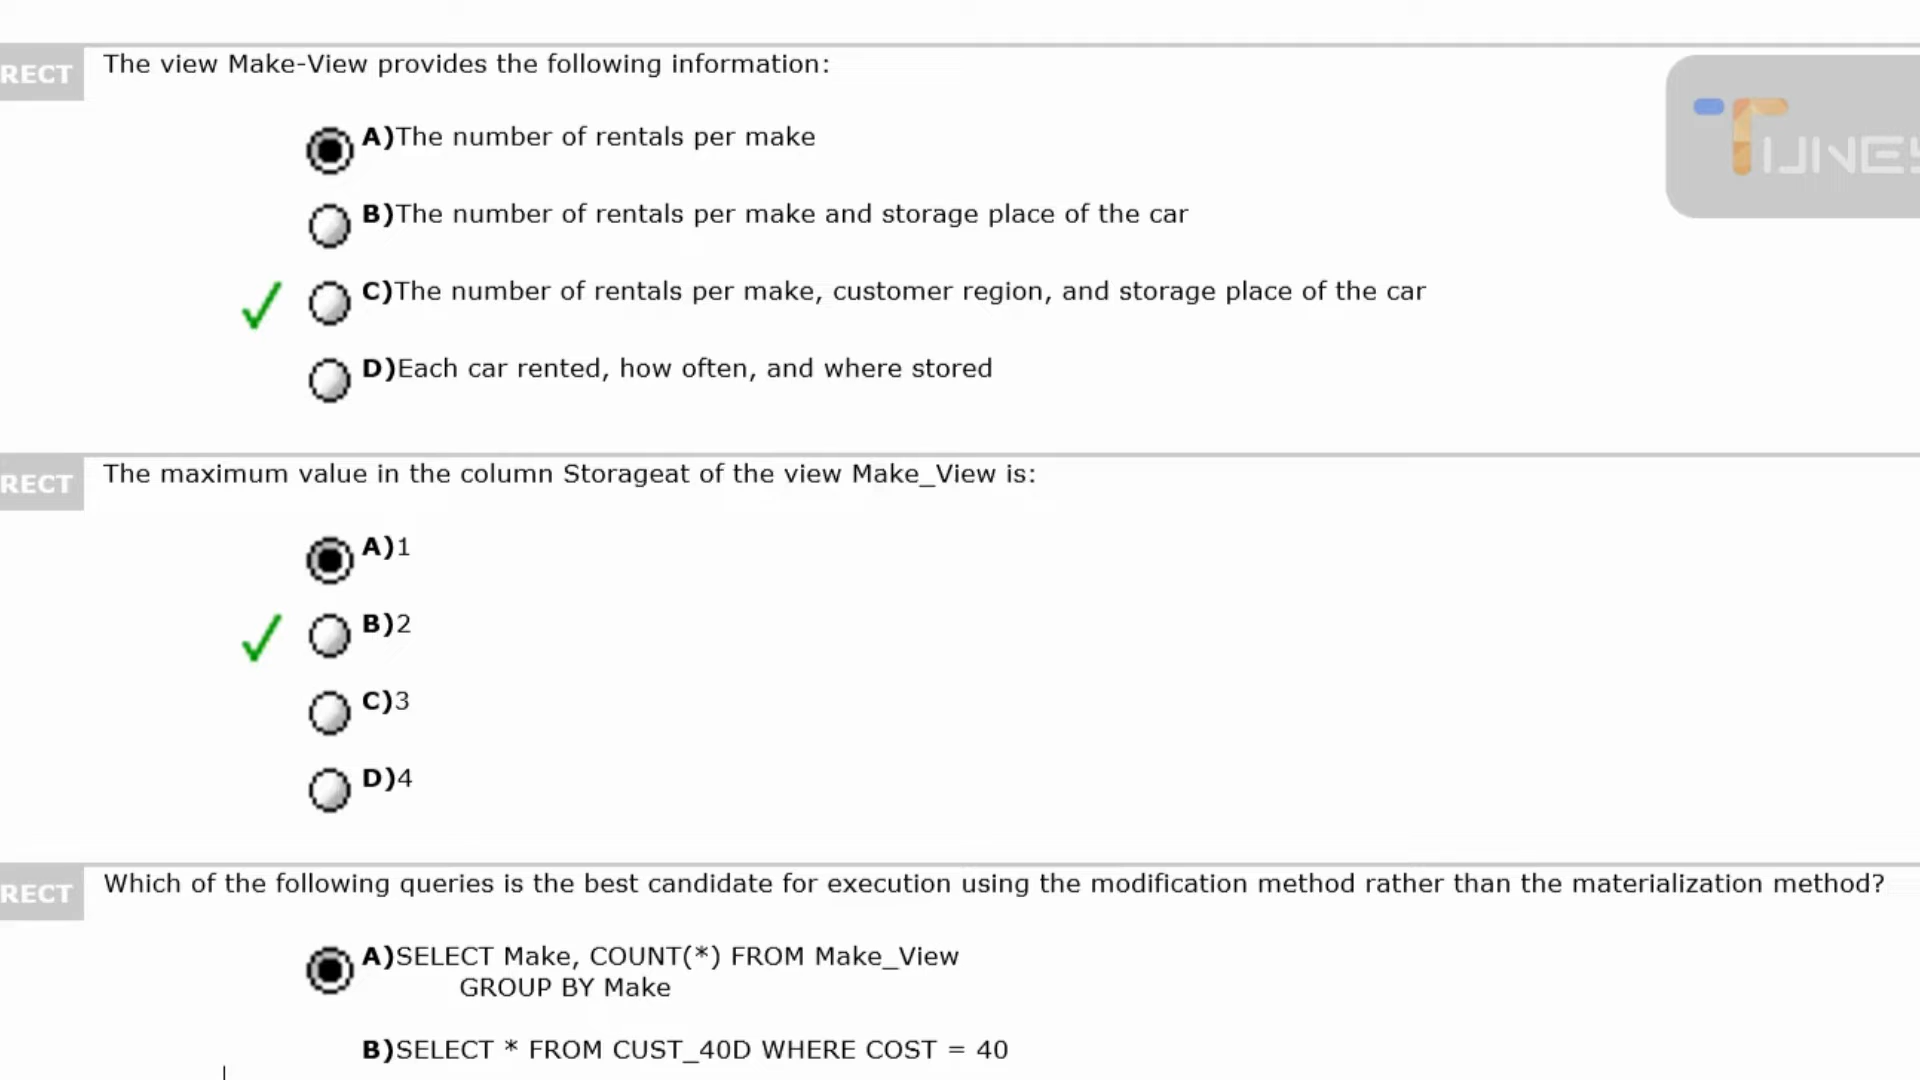 RECT
The view Make-View provides the following information:
A)The number of rentals per make
B)The number of rentals per make and storage place of the car
C)The number of rentals per make, customer region, and storage place of the car
D)Each car rented, how often, and where stored
RECT
The maximum value in the column Storageat of the view Make_View is:
A)1
B)2
C)3
D)4
RECT
Which of the following queries is the best candidate for execution using the modification method rather than the materialization method?
A)SELECT Make, COUNT(*) FROM Make_View
GROUP BY Make
B)SELECT * FROM CUST_40D WHERE COST = 40